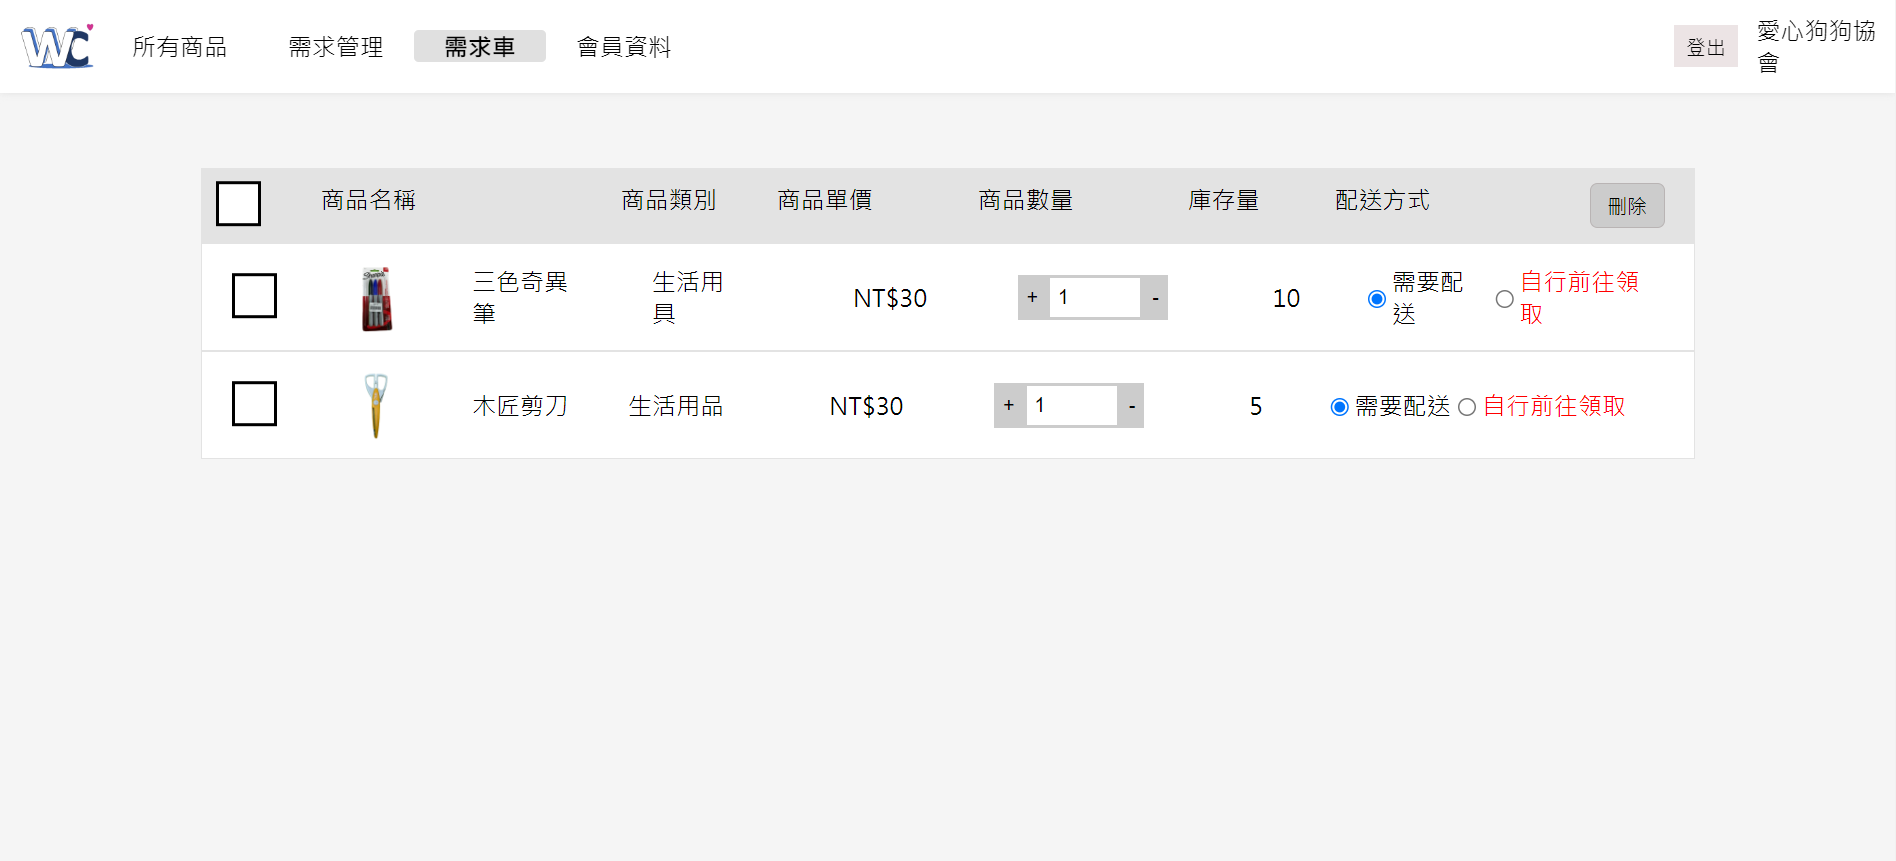 WC
所有商品 需求管理 需求車 會員資料 登出 愛心狗狗協
會
商品名稱 商品類別 商品單價 商品數量 庫存量 配送方式 刪除
三色奇異
筆
生活用
具
NT$30 + 1 - 10
需要配
送
自行前往領
取
木匠剪刀 生活用品 NT$30 + 1 - 5 需要配送 自行前往領取